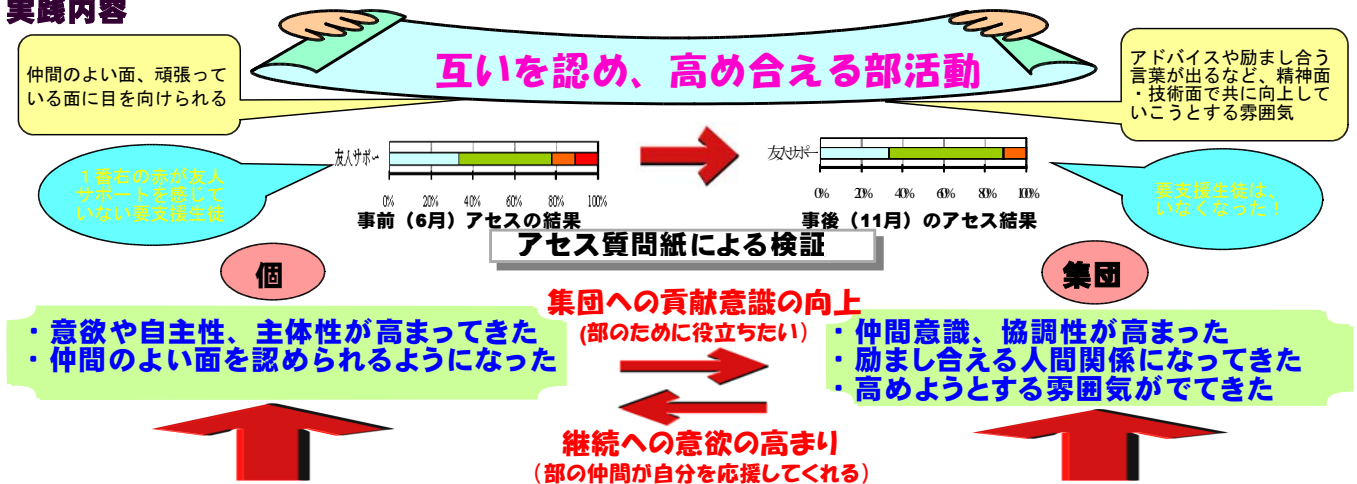 実践内容
互いを認め、高め合える部活動
仲間のよい面、頑張って
いる面に目を向けられる
アドバイスや励まし合う
言葉が出るなど、精神面
・技術面で共に向上して
いこうとする雰囲気
1番右の赤が友人
サポートを感じて
いない要支援生徒
友人サポー
0% 20% 40% 60% 80% 100%
事前(6月)アセスの結果
友人サポー
0% 20% 40% 60% 80% 100%
事後(11月)のアセス結果
要支援生徒は、
いなくなった!
アセス質問紙による検証
個
集団
・意欲や自主性、主体性が高まってきた
・仲間のよい面を認められるようになった
集団への貢献意識の向上
(部のために役立ちたい)
・仲間意識、協調性が高まった
・励まし合える人間関係になってきた
・高めようとする雰囲気がでてきた
継続への意欲の高まり
(部の仲間が自分を応援してくれる)